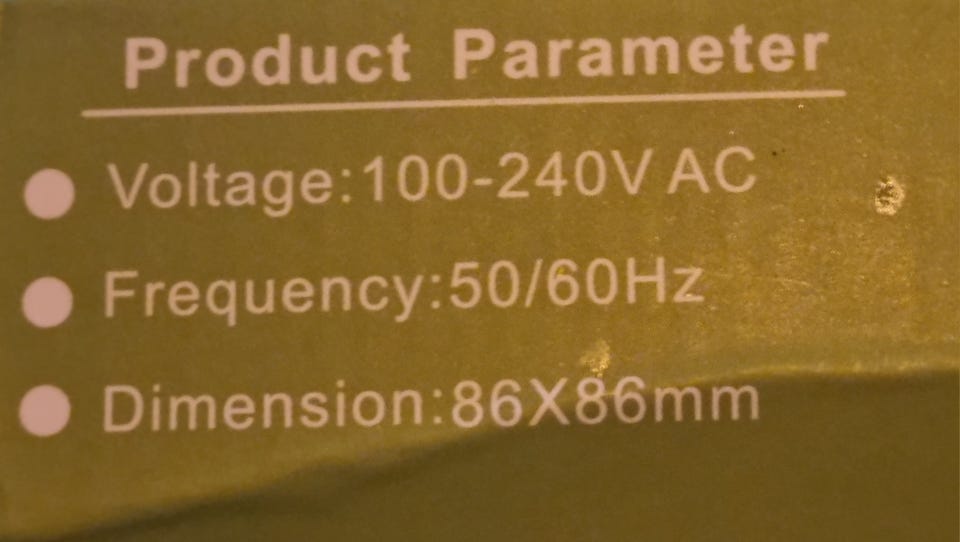 Product Parameter
Voltage:100-240V AC
Frequency:50/60Hz
Dimension:86X86mm